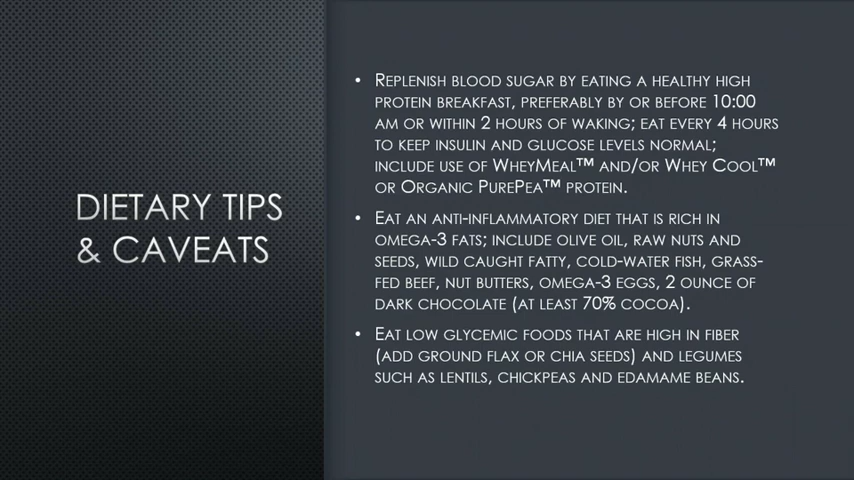 DIETARY TIPS
& CAVEATS
• REPLENISH BLOOD SUGAR BY EATING A HEALTHY HIGH
PROTEIN BREAKFAST, PREFERABLY BY OR BEFORE 10:00
AM OR WITHIN 2 HOURS OF WAKING; EAT EVERY 4 HOURS
TO KEEP INSULIN AND GLUCOSE LEVELS NORMAL;
INCLUDE USE OF WHEYMEAL™ AND/OR WHEY COOL™
OR ORGANIC PUREPEA™ PROTEIN.
• EAT AN ANTI-INFLAMMATORY DIET THAT IS RICH IN
OMEGA-3 FATS; INCLUDE OLIVE OIL, RAW NUTS AND
SEEDS, WILD CAUGHT FATTY, COLD-WATER FISH, GRASS-
FED BEEF, NUT BUTTERS, OMEGA-3 EGGS, 2 OUNCE OF
DARK CHOCOLATE (AT LEAST 70% COCOA).
• EAT LOW GLYCEMIC FOODS THAT ARE HIGH IN FIBER
(ADD GROUND FLAX OR CHIA SEEDS) AND LEGUMES
SUCH AS LENTILS, CHICKPEAS AND EDAMAME BEANS.